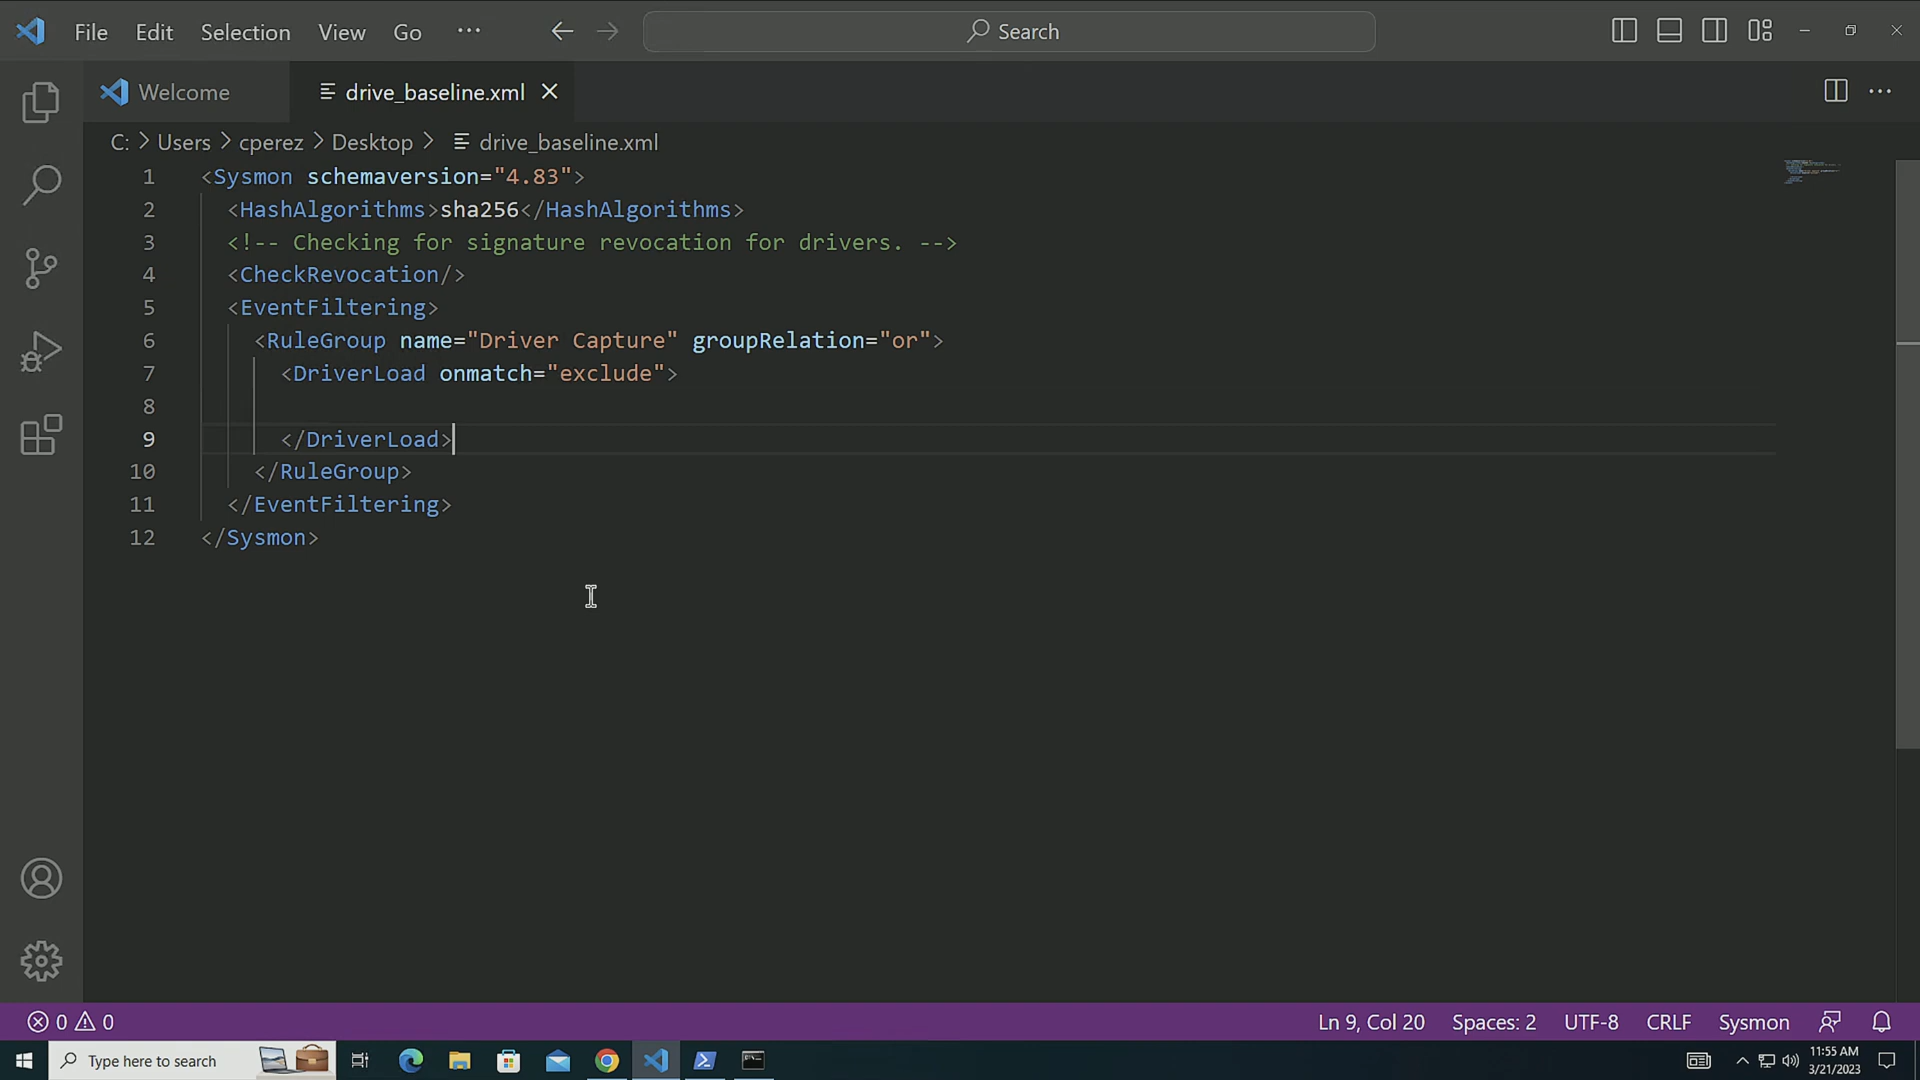 File Edit Selection View Go ··· Search
Welcome drive_baseline.xml
C: > Users > cperez > Desktop > drive_baseline.xml
1 <Sysmon schemaversion="4.83">
2 <HashAlgorithms>sha256</HashAlgorithms>
3 <!-- Checking for signature revocation for drivers. -->
4 <CheckRevocation/>
5 <EventFiltering>
6 <RuleGroup name="Driver Capture" groupRelation="or">
7 <DriverLoad onmatch="exclude">
8
9 </DriverLoad>
10 </RuleGroup>
11 </EventFiltering>
12 </Sysmon>
0 0 Ln 9, Col 20 Spaces: 2 UTF-8 CRLF Sysmon
Type here to search 11:55 AM
3/21/2023